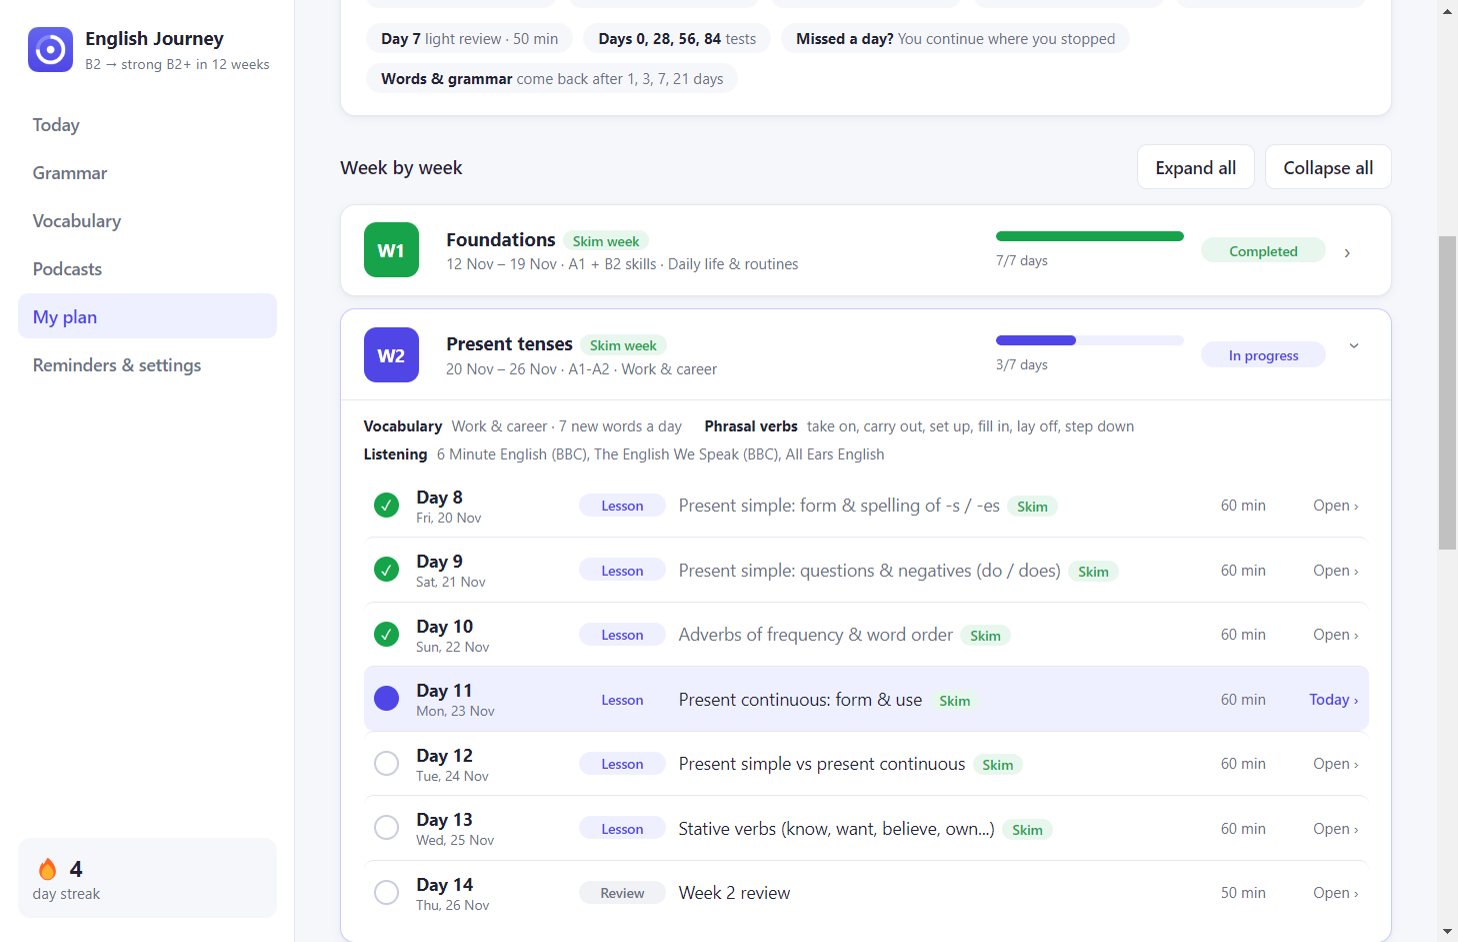 English Journey
B2 → strong B2+ in 12 weeks
Today
Grammar
Vocabulary
Podcasts
My plan
Reminders & settings
4
day streak
Day 7 light review · 50 min
Days 0, 28, 56, 84 tests
Missed a day? You continue where you stopped
Words & grammar come back after 1, 3, 7, 21 days
Week by week
Expand all
Collapse all
W1
Foundations Skim week
12 Nov – 19 Nov · A1 + B2 skills · Daily life & routines
7/7 days
Completed ›
W2
Present tenses Skim week
20 Nov – 26 Nov · A1-A2 · Work & career
3/7 days
In progress
Vocabulary Work & career · 7 new words a day Phrasal verbs take on, carry out, set up, fill in, lay off, step down
Listening 6 Minute English (BBC), The English We Speak (BBC), All Ears English
Day 8
Fri, 20 Nov
Lesson Present simple: form & spelling of -s / -es Skim 60 min Open ›
Day 9
Sat, 21 Nov
Lesson Present simple: questions & negatives (do / does) Skim 60 min Open ›
Day 10
Sun, 22 Nov
Lesson Adverbs of frequency & word order Skim 60 min Open ›
Day 11
Mon, 23 Nov
Lesson Present continuous: form & use Skim 60 min Today ›
Day 12
Tue, 24 Nov
Lesson Present simple vs present continuous Skim 60 min Open ›
Day 13
Wed, 25 Nov
Lesson Stative verbs (know, want, believe, own...) Skim 60 min Open ›
Day 14
Thu, 26 Nov
Review Week 2 review 50 min Open ›